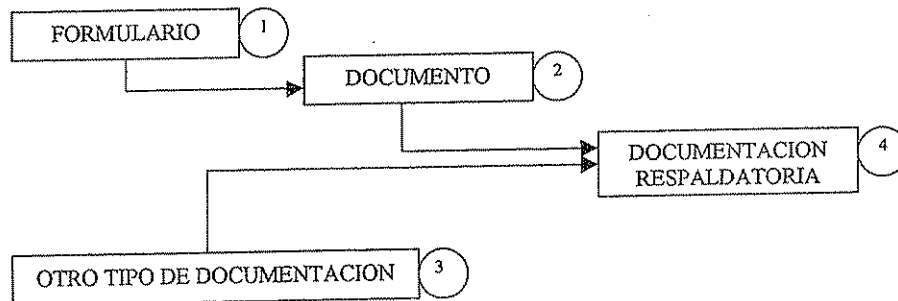 FORMULARIO 1
DOCUMENTO 2
DOCUMENTACION
RESPALDATORIA 4
OTRO TIPO DE DOCUMENTACION 3